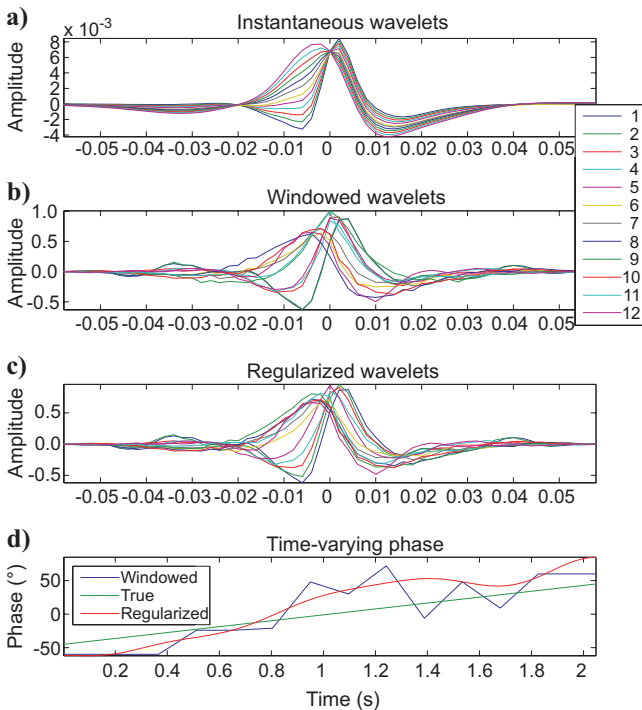 a)
Instantaneous wavelets
x 10-3
Amplitude
8
6
4
2
0
-2
-4
-0.05 -0.04 -0.03 -0.02 -0.01 0 0.01 0.02 0.03 0.04 0.05
1
2
3
4
5
6
7
8
9
10
11
12
b)
Windowed wavelets
Amplitude
1.0
0.5
0.0
-0.5
-0.05 -0.04 -0.03 -0.02 -0.01 0 0.01 0.02 0.03 0.04 0.05
c)
Regularized wavelets
Amplitude
0.5
0.0
-0.5
-0.05 -0.04 -0.03 -0.02 -0.01 0 0.01 0.02 0.03 0.04 0.05
d)
Time-varying phase
Phase (°)
50
0
-50
Windowed
True
Regularized
0.2 0.4 0.6 0.8 1 1.2 1.4 1.6 1.8 2
Time (s)